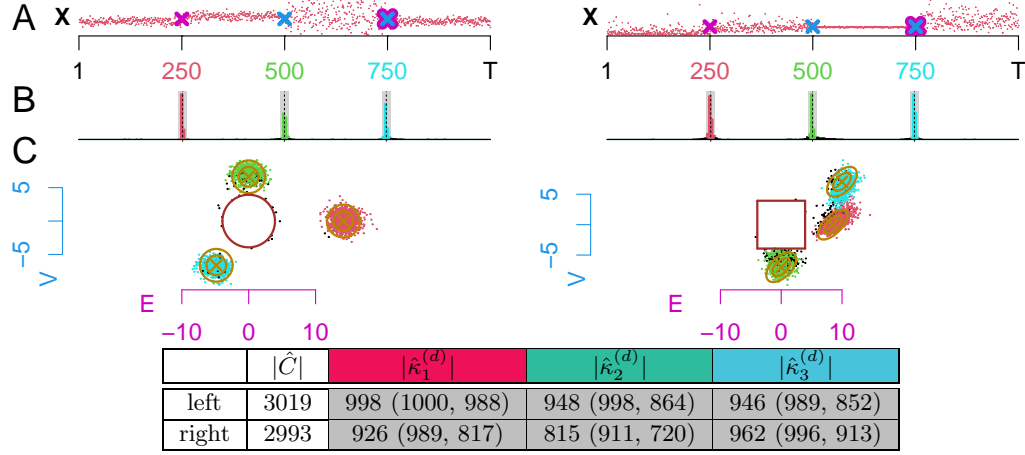 A X X
1 250 500 750 T 1 250 500 750 T
B
C
5 5
−5 −5
V V
E E
−10 0 10 −10 0 10
|Ĉ| |κ̂₁⁽ᵈ⁾| |κ̂₂⁽ᵈ⁾| |κ̂₃⁽ᵈ⁾|
left 3019 998 (1000, 988) 948 (998, 864) 946 (989, 852)
right 2993 926 (989, 817) 815 (911, 720) 962 (996, 913)